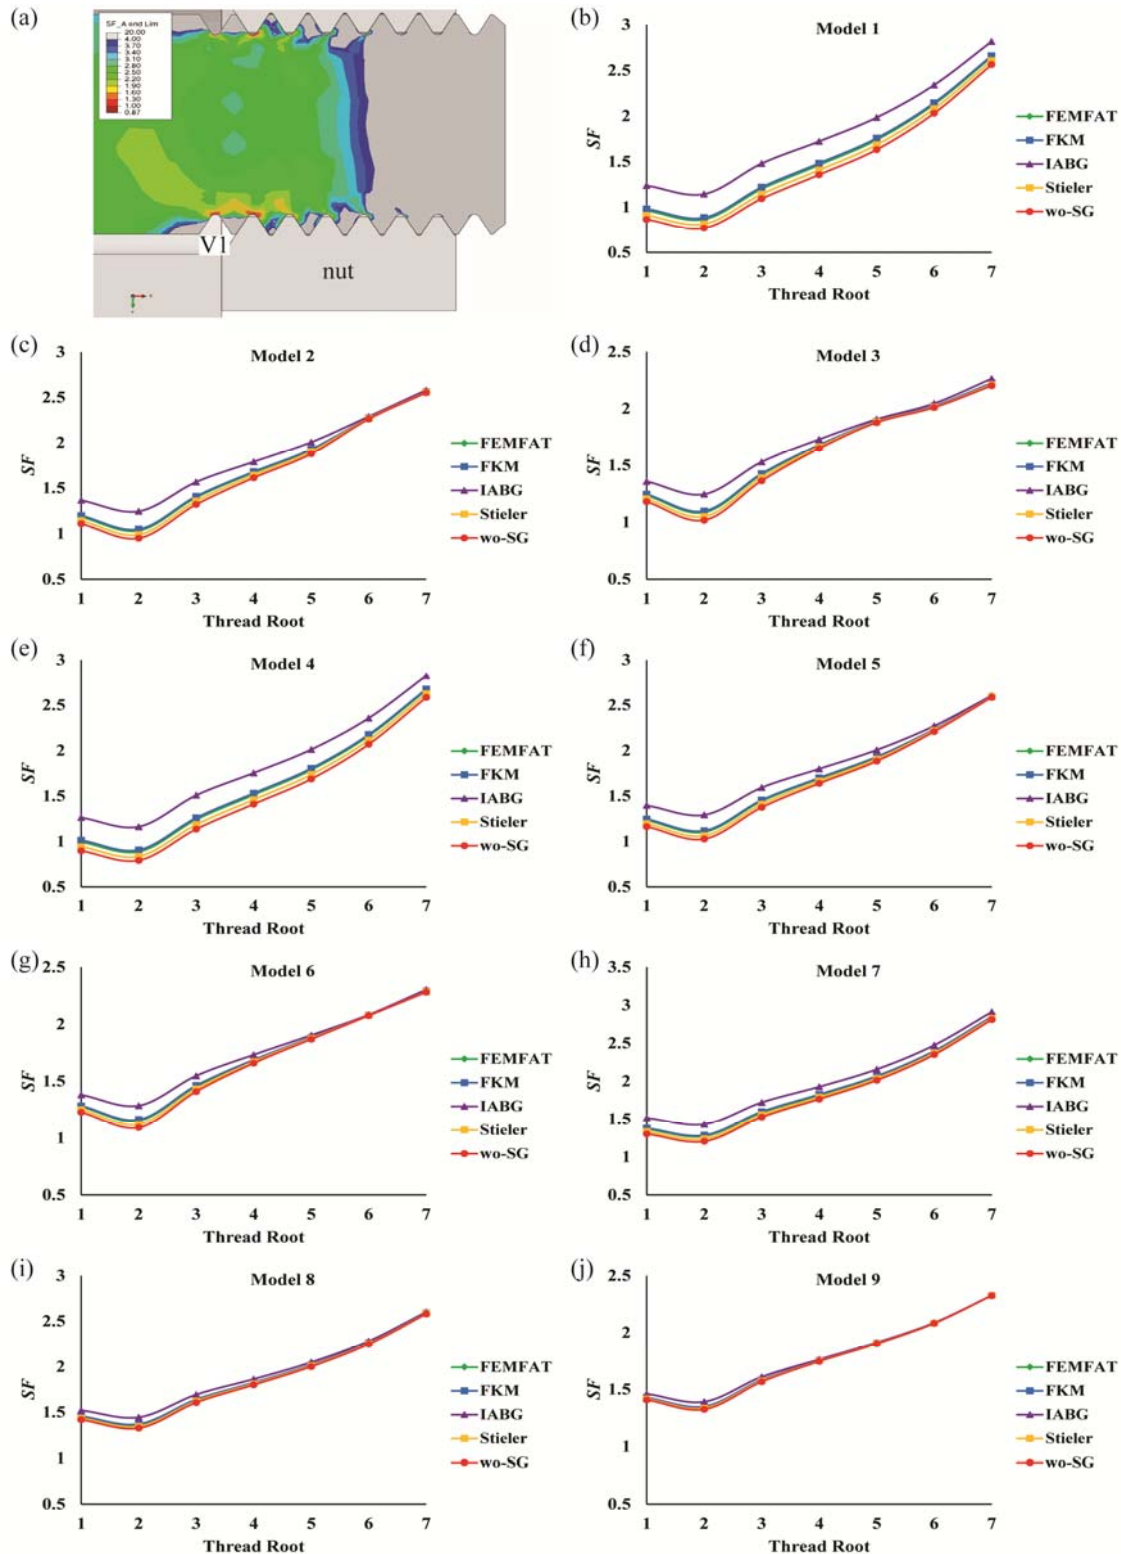 (a)
SF_A end Lim
20.00
4.00
3.70
3.40
3.10
2.80
2.50
2.20
1.90
1.60
1.30
1.00
0.87
V1
nut
(b)
Model 1
3
2.5
2
1.5
1
0.5
SF
1 2 3 4 5 6 7
Thread Root
FEMFAT
FKM
IABG
Stieler
wo-SG
(c)
Model 2
3
2.5
2
1.5
1
0.5
SF
1 2 3 4 5 6 7
Thread Root
FEMFAT
FKM
IABG
Stieler
wo-SG
(d)
Model 3
2.5
2
1.5
1
0.5
SF
1 2 3 4 5 6 7
Thread Root
FEMFAT
FKM
IABG
Stieler
wo-SG
(e)
Model 4
3
2.5
2
1.5
1
0.5
SF
1 2 3 4 5 6 7
Thread Root
FEMFAT
FKM
IABG
Stieler
wo-SG
(f)
Model 5
3
2.5
2
1.5
1
0.5
SF
1 2 3 4 5 6 7
Thread Root
FEMFAT
FKM
IABG
Stieler
wo-SG
(g)
Model 6
2.5
2
1.5
1
0.5
SF
1 2 3 4 5 6 7
Thread Root
FEMFAT
FKM
IABG
Stieler
wo-SG
(h)
Model 7
3.5
3
2.5
2
1.5
1
0.5
SF
1 2 3 4 5 6 7
Thread Root
FEMFAT
FKM
IABG
Stieler
wo-SG
(i)
Model 8
3
2.5
2
1.5
1
0.5
SF
1 2 3 4 5 6 7
Thread Root
FEMFAT
FKM
IABG
Stieler
wo-SG
(j)
Model 9
2.5
2
1.5
1
0.5
SF
1 2 3 4 5 6 7
Thread Root
FEMFAT
FKM
IABG
Stieler
wo-SG